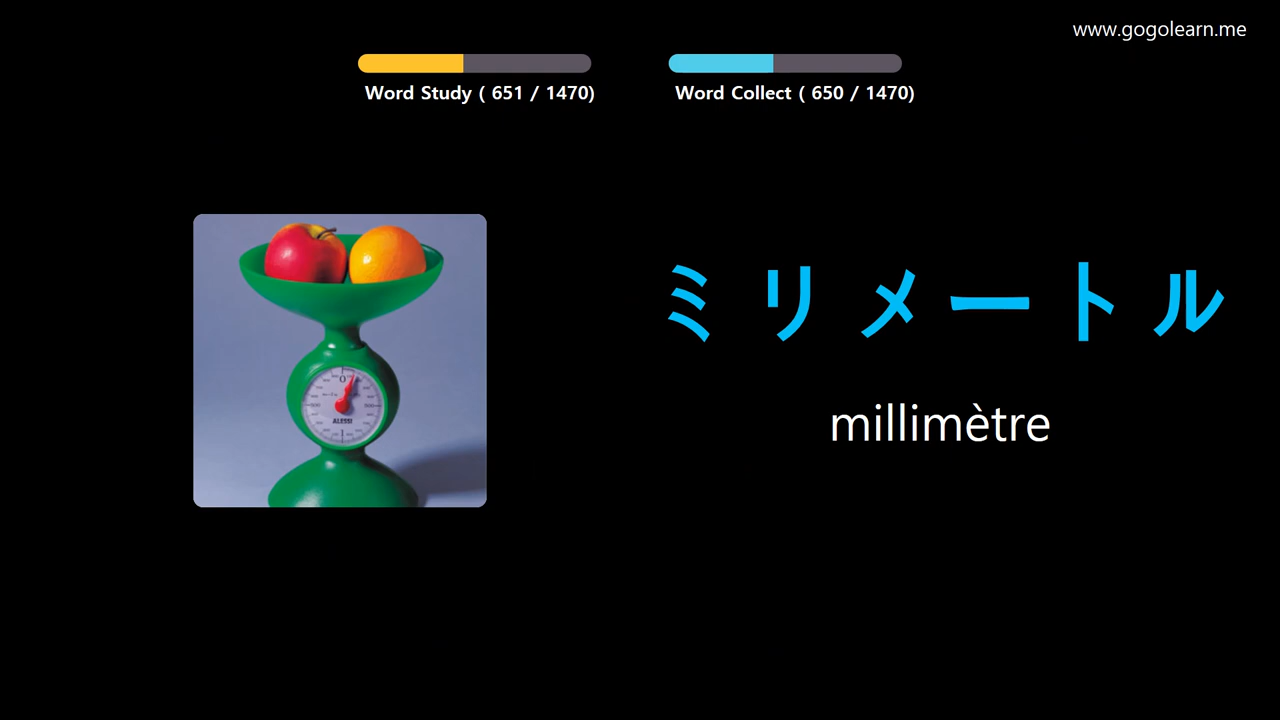 www.gogolearn.me
Word Study ( 651 / 1470)
Word Collect ( 650 / 1470)
ミリメートル
millimètre
0
ALESSI